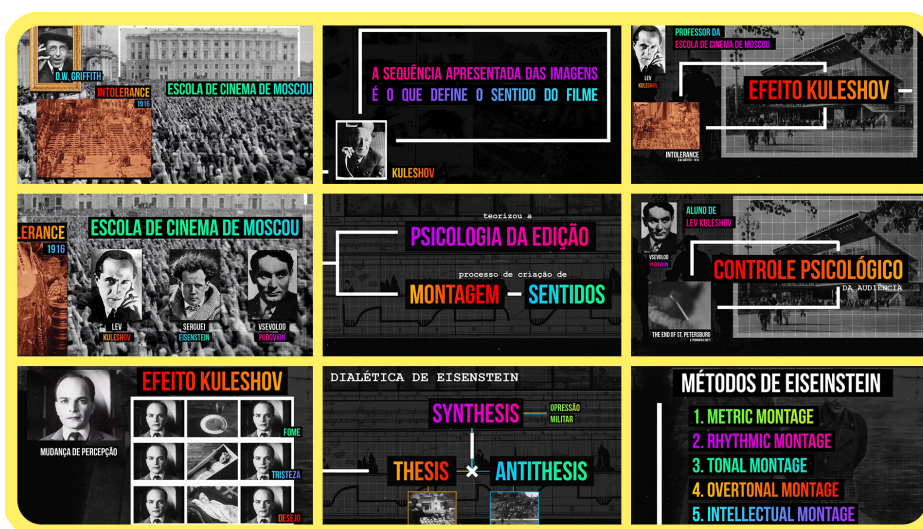 D.W. GRIFFITH
INTOLERANCE
1916
ESCOLA DE CINEMA DE MOSCOU
A SEQUÊNCIA APRESENTADA DAS IMAGENS
É O QUE DEFINE O SENTIDO DO FILME
KULESHOV
PROFESSOR DA
ESCOLA DE CINEMA DE MOSCOU
LEV
KULESHOV
EFEITO KULESHOV
INTOLERANCE
ERANCE
1916
ESCOLA DE CINEMA DE MOSCOU
LEV
KULESHOV
SERGUEI
EISENSTEIN
VSEVOLOD
PUDOVKIN
teorizou a
PSICOLOGIA DA EDIÇÃO
processo de criação de
MONTAGEM
SENTIDOS
ALUNO DE
LEV KULESHOV
VSEVOLOD
PUDOVKIN
CONTROLE PSICOLÓGICO
DA AUDIÊNCIA
THE END OF ST. PETERSBURG
EFEITO KULESHOV
MUDANÇA DE PERCEPÇÃO
FOME
TRISTEZA
DESEJO
DIALÉTICA DE EISENSTEIN
SYNTHESIS
OPRESSÃO
MILITAR
THESIS
ANTITHESIS
MÉTODOS DE EISEINSTEIN
1. METRIC MONTAGE
2. RHYTHMIC MONTAGE
3. TONAL MONTAGE
4. OVERTONAL MONTAGE
5. INTELLECTUAL MONTAGE